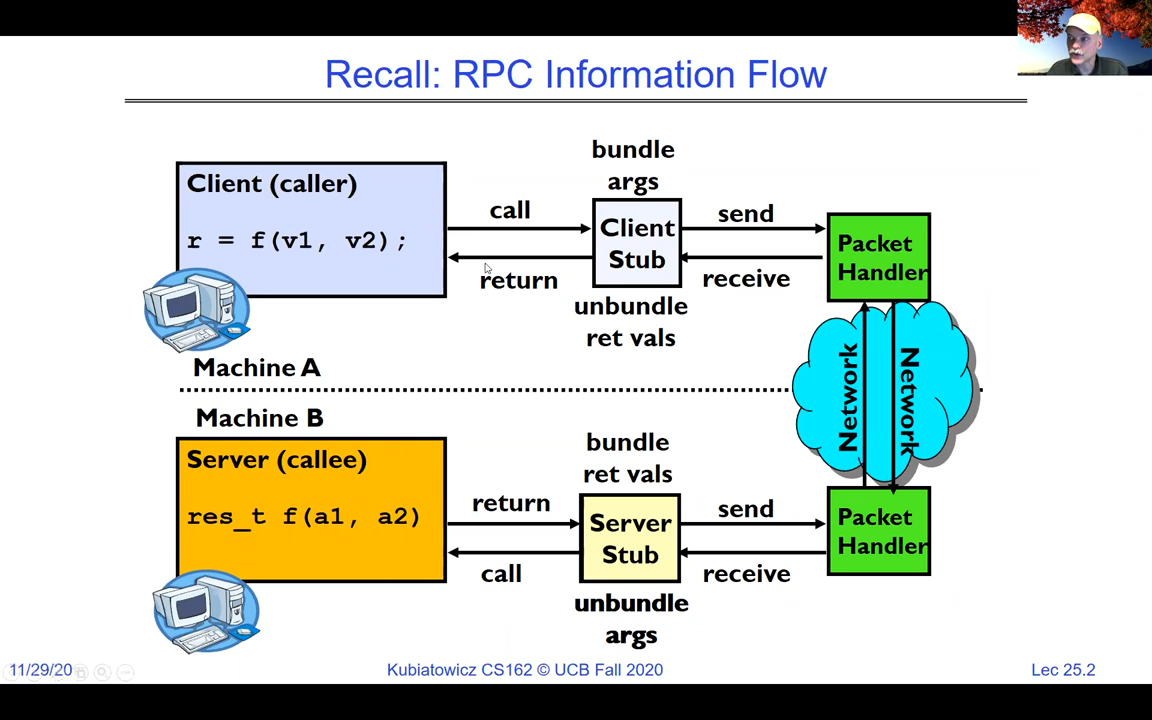 Recall: RPC Information Flow
bundle
args
Client (caller)
r = f(v1, v2);
call
Client
Stub
send
Packet
Handler
return
receive
unbundle
ret vals
Machine A
Network
Network
Machine B
bundle
ret vals
Server (callee)
res_t f(a1, a2)
return
Server
Stub
send
Packet
Handler
call
receive
unbundle
args
11/29/20
Kubiatowicz CS162 © UCB Fall 2020
Lec 25.2